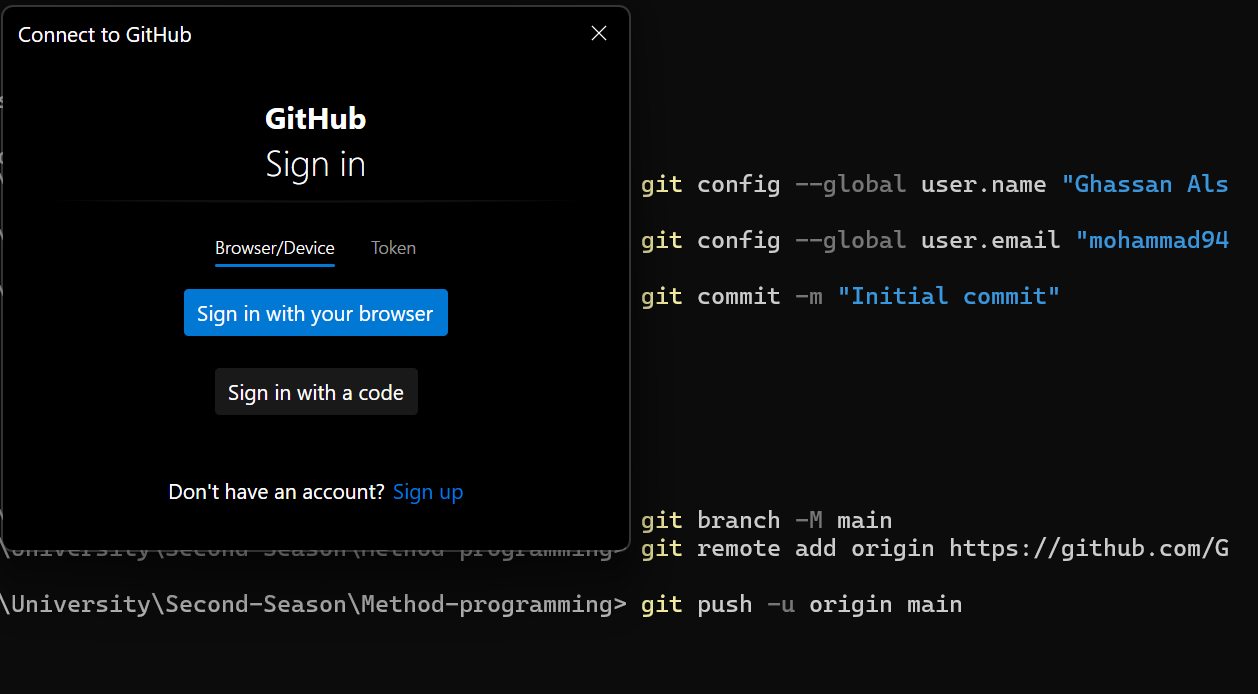 Connect to GitHub
GitHub
Sign in
Browser/Device Token
Sign in with your browser
Sign in with a code
Don't have an account? Sign up
git config --global user.name "Ghassan Als
git config --global user.email "mohammad94
git commit -m "Initial commit"
git branch -M main
\University\Second-Season\Method-programming> git remote add origin https://github.com/G
\University\Second-Season\Method-programming> git push -u origin main